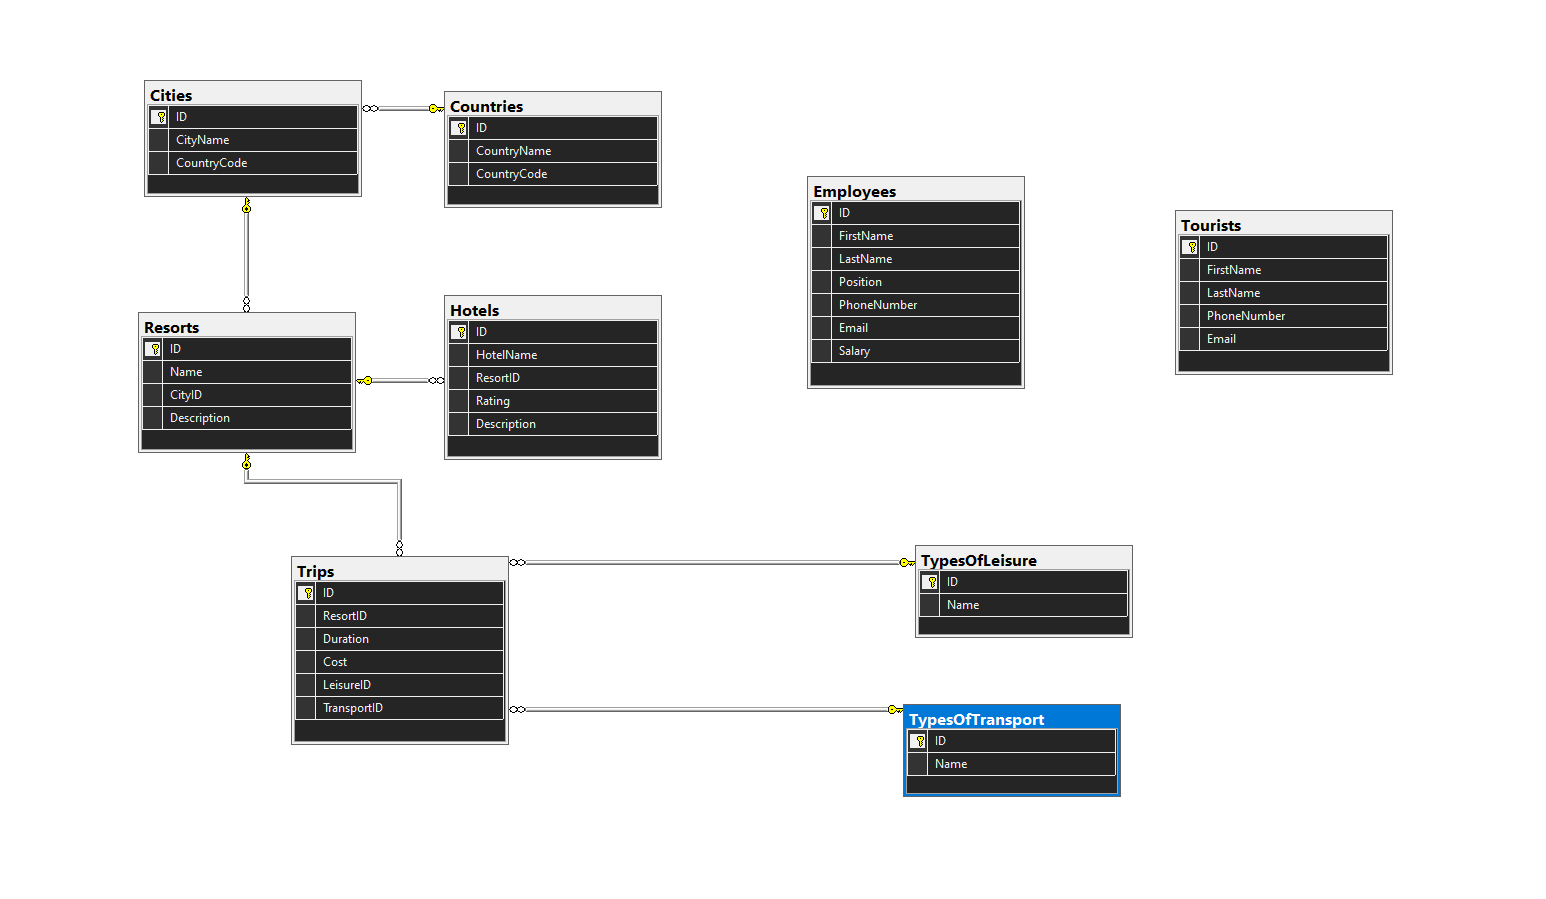 Cities
ID
CityName
CountryCode
Countries
ID
CountryName
CountryCode
Employees
ID
FirstName
LastName
Position
PhoneNumber
Email
Salary
Tourists
ID
FirstName
LastName
PhoneNumber
Email
Resorts
ID
Name
CityID
Description
Hotels
ID
HotelName
ResortID
Rating
Description
Trips
ID
ResortID
Duration
Cost
LeisureID
TransportID
TypesOfLeisure
ID
Name
TypesOfTransport
ID
Name